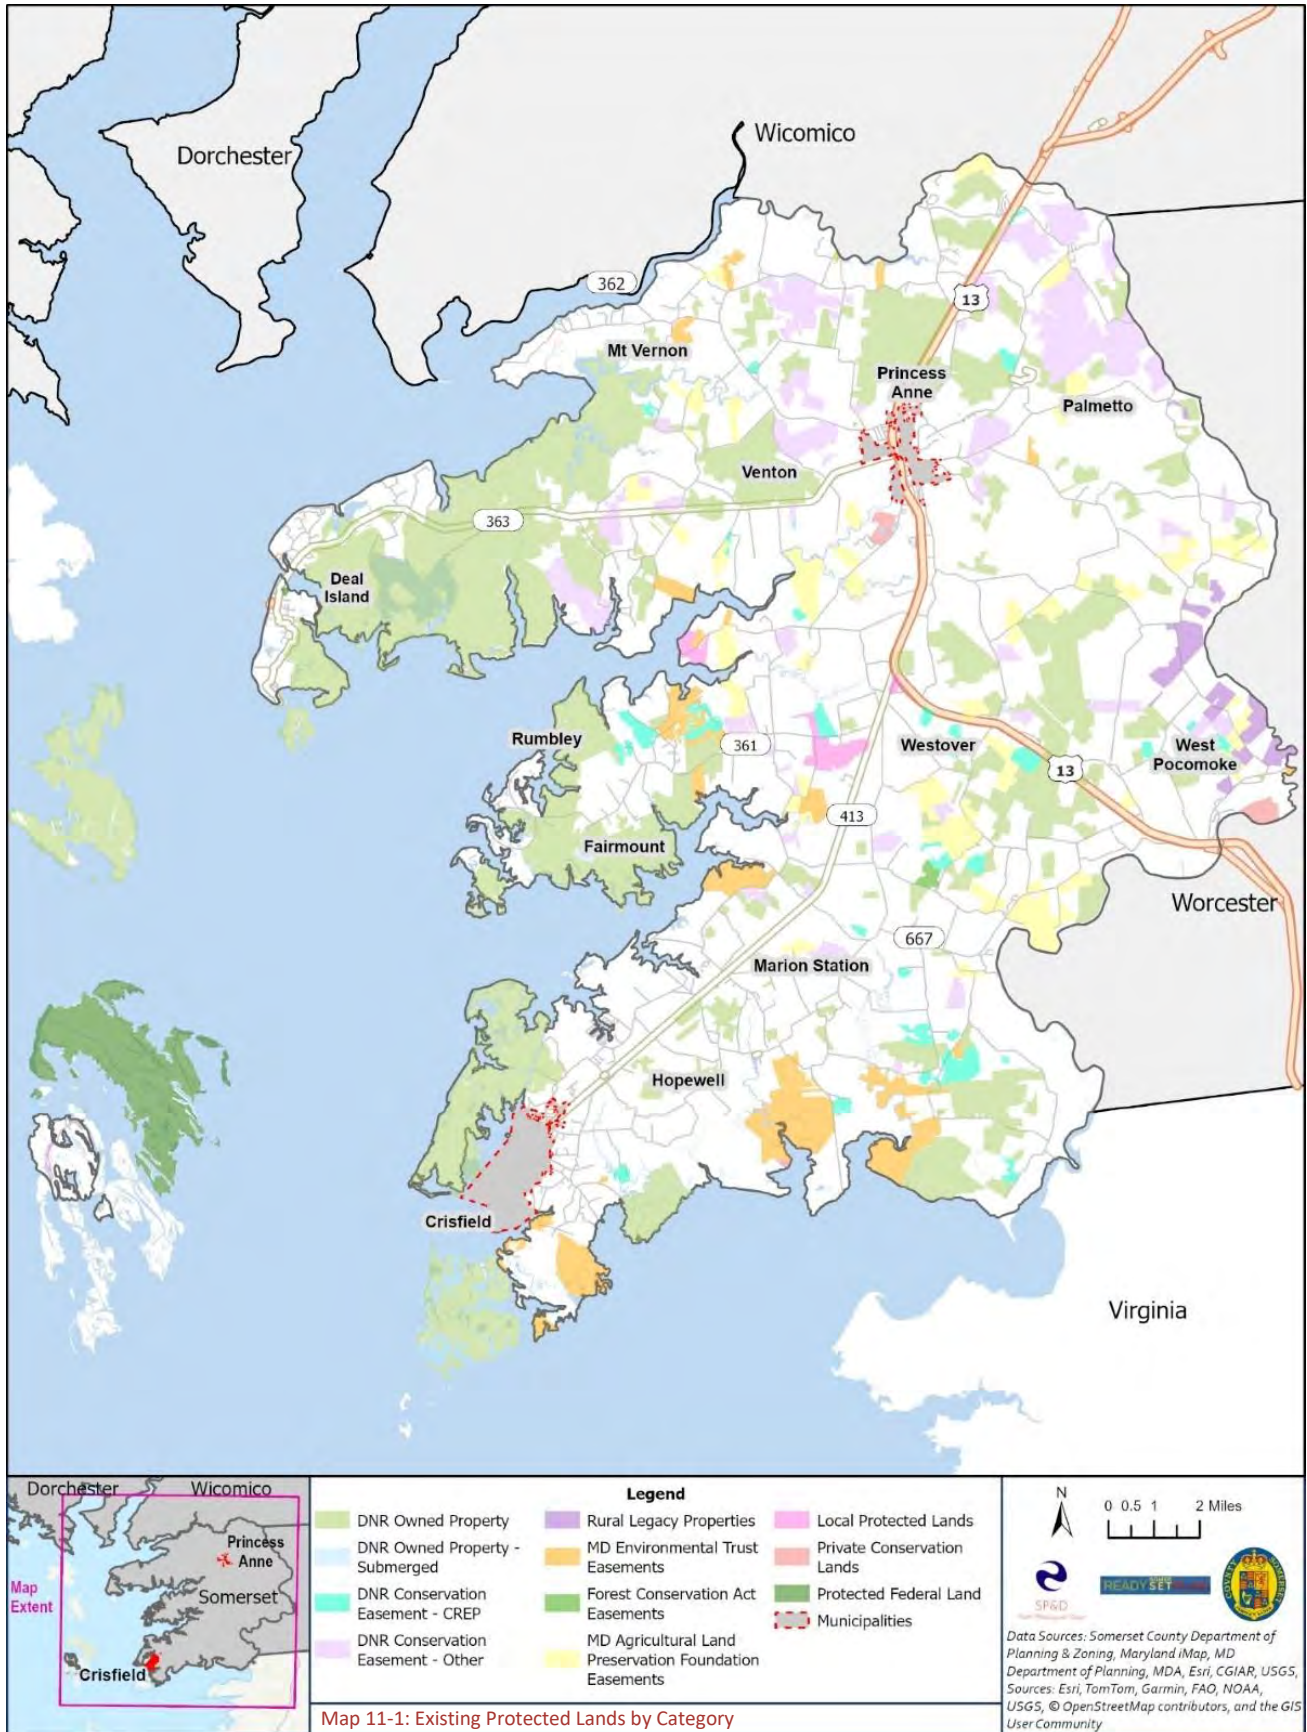 Wicomico
Dorchester
362
13
Mt Vernon
Princess
Anne
Palmetto
Venton
363
Deal
Island
Rumbley
361
Westover
West
Pocomoke
13
413
Fairmount
Worcester
667
Marion Station
Hopewell
Crisfield
Virginia
Dorchester
Wicomico
Princess
Anne
Map
Extent
Somerset
Crisfield
Legend
DNR Owned Property
DNR Owned Property -
Submerged
DNR Conservation
Easement - CREP
DNR Conservation
Easement - Other
Rural Legacy Properties
MD Environmental Trust
Easements
Forest Conservation Act
Easements
MD Agricultural Land
Preservation Foundation
Easements
Local Protected Lands
Private Conservation
Lands
Protected Federal Land
Municipalities
Map 11-1: Existing Protected Lands by Category
N
0 0.5 1 2 Miles
SP&D
READY SET
COUNTY SOMERSET
Data Sources: Somerset County Department of
Planning & Zoning, Maryland iMap, MD
Department of Planning, MDA, Esri, CGIAR, USGS,
Sources: Esri, TomTom, Garmin, FAO, NOAA,
USGS, © OpenStreetMap contributors, and the GIS
User Community